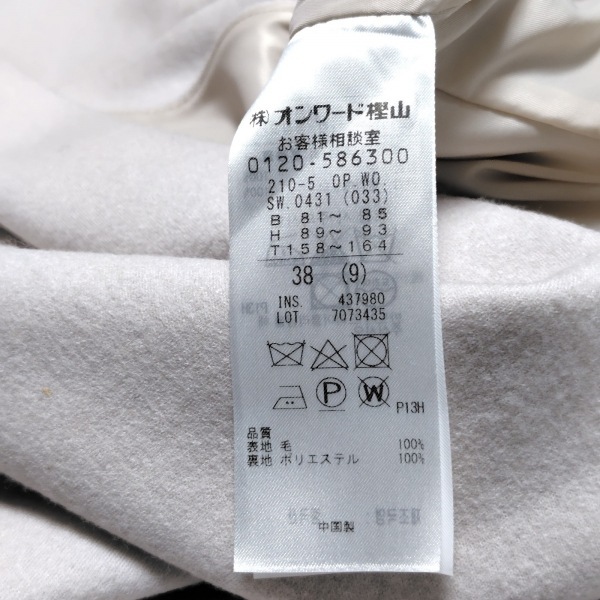 ㈱オンワード樫山
お客様相談室
0120-586300
210-5 OP.WO.
SW.0431 (033)
B 81～ 85
H 89～ 93
T158～164
38 (9)
INS. 437980
LOT 7073435
P W P13H
品質
表地 毛 100%
裏地 ポリエステル 100%
中国製